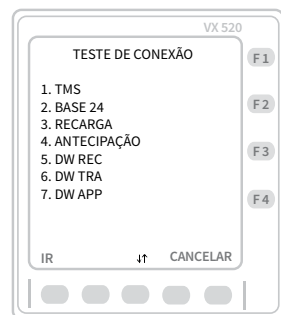 VX 520
TESTE DE CONEXÃO
F1
1. TMS
2. BASE 24
F2
3. RECARGA
4. ANTECIPAÇÃO
F3
5. DW REC
6. DW TRA
7. DW APP
F4
IR ↓↑ CANCELAR